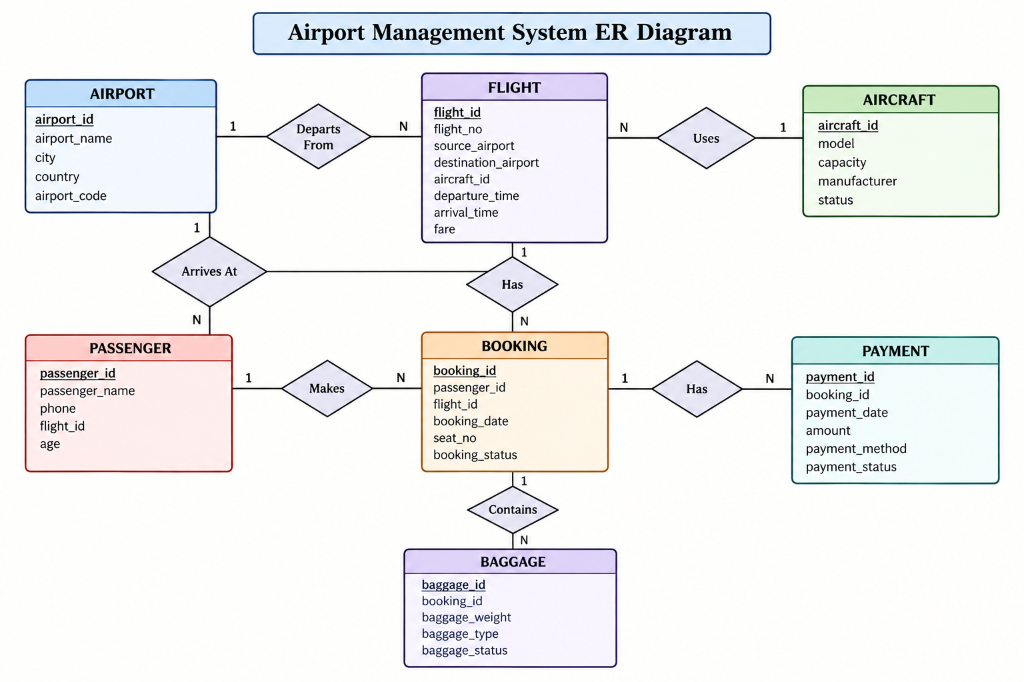 Airport Management System ER Diagram
AIRPORT
airport_id
airport_name
city
country
airport_code
1
Departs
From
N
FLIGHT
flight_id
flight_no
source_airport
destination_airport
aircraft_id
departure_time
arrival_time
fare
N
Uses
1
AIRCRAFT
aircraft_id
model
capacity
manufacturer
status
1
Arrives At
N
1
Has
N
PASSENGER
passenger_id
passenger_name
phone
flight_id
age
1
Makes
N
BOOKING
booking_id
passenger_id
flight_id
booking_date
seat_no
booking_status
1
Has
N
PAYMENT
payment_id
booking_id
payment_date
amount
payment_method
payment_status
1
Contains
N
BAGGAGE
baggage_id
booking_id
baggage_weight
baggage_type
baggage_status